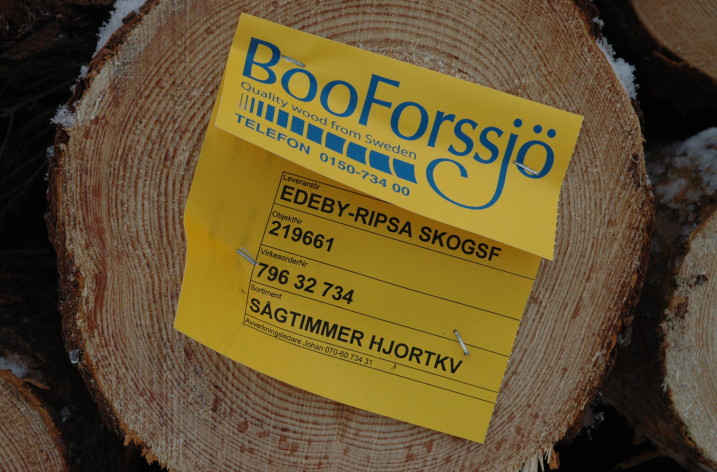 BooForssjö
Quality wood from Sweden
TELEFON 0150-734 00
Leverantör
EDEBY-RIPSA SKOGSF
ObjektNr
219661
VirkesorderNr
796 32 734
Sortiment
SÅGTIMMER HJORTKV
Avverkningsledare Johan 070-60 734 31